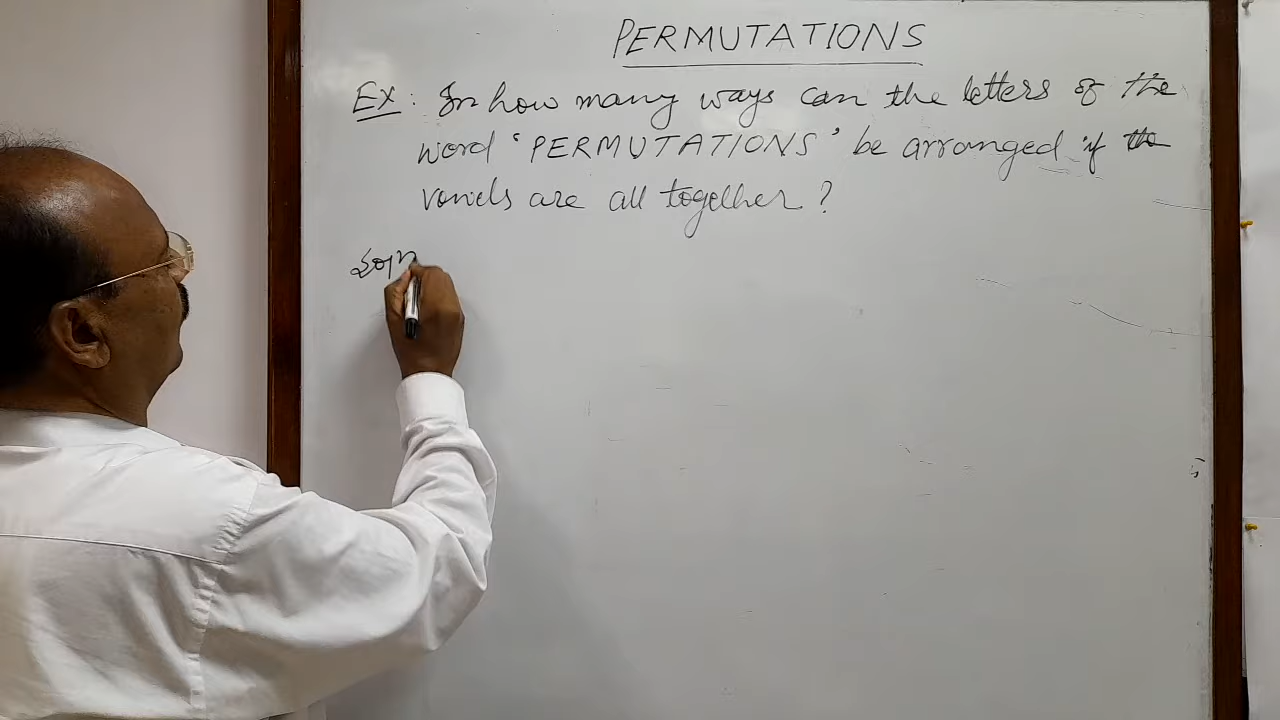 PERMUTATIONS
Ex: In how many ways can the letters of the
word 'PERMUTATIONS' be arranged if the
vowels are all together?
Soln